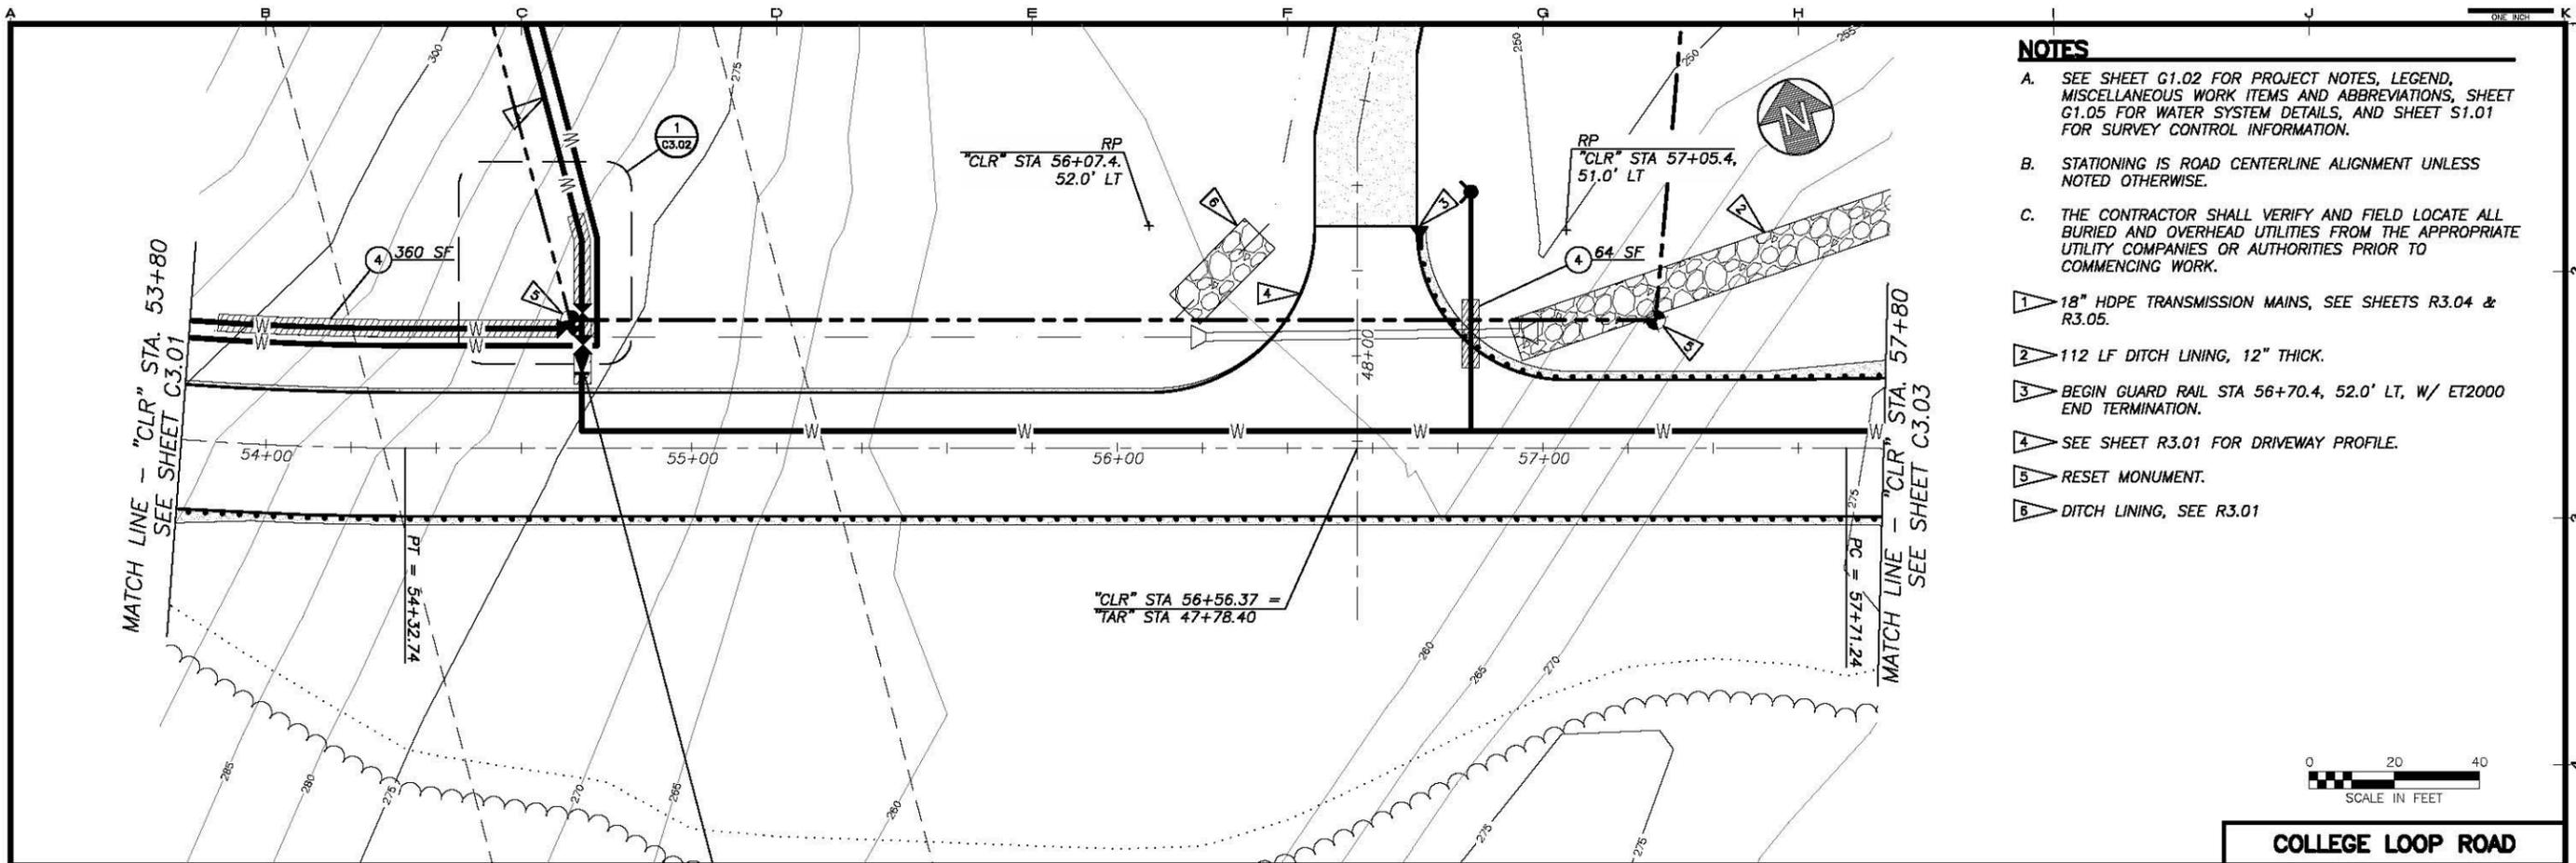 A B C D E F G H I J K
ONE INCH
NOTES
A. SEE SHEET G1.02 FOR PROJECT NOTES, LEGEND,
MISCELLANEOUS WORK ITEMS AND ABBREVIATIONS, SHEET
G1.05 FOR WATER SYSTEM DETAILS, AND SHEET S1.01
FOR SURVEY CONTROL INFORMATION.
B. STATIONING IS ROAD CENTERLINE ALIGNMENT UNLESS
NOTED OTHERWISE.
C. THE CONTRACTOR SHALL VERIFY AND FIELD LOCATE ALL
BURIED AND OVERHEAD UTILITIES FROM THE APPROPRIATE
UTILITY COMPANIES OR AUTHORITIES PRIOR TO
COMMENCING WORK.
1 18" HDPE TRANSMISSION MAINS, SEE SHEETS R3.04 &
R3.05.
2 112 LF DITCH LINING, 12" THICK.
3 BEGIN GUARD RAIL STA 56+70.4, 52.0' LT, W/ ET2000
END TERMINATION.
4 SEE SHEET R3.01 FOR DRIVEWAY PROFILE.
5 RESET MONUMENT.
6 DITCH LINING, SEE R3.01
300
275
250
250
255
N
1
C3.02
RP
"CLR" STA 56+07.4,
52.0' LT
RP
"CLR" STA 57+05.4,
51.0' LT
6
3
2
4 360 SF
4 64 SF
5
4
5
W W
W W
W W
48+00
MATCH LINE - "CLR" STA. 53+80
SEE SHEET C3.01
MATCH LINE - "CLR" STA. 57+80
SEE SHEET C3.03
W W W W W W
54+00 55+00 56+00 57+00
PT = 54+32.74
275
PC = 57+71.24
"CLR" STA 56+56.37 =
"TAR" STA 47+78.40
285
280
275
270
265
260
260
265
270
275
275
0 20 40
SCALE IN FEET
COLLEGE LOOP ROAD